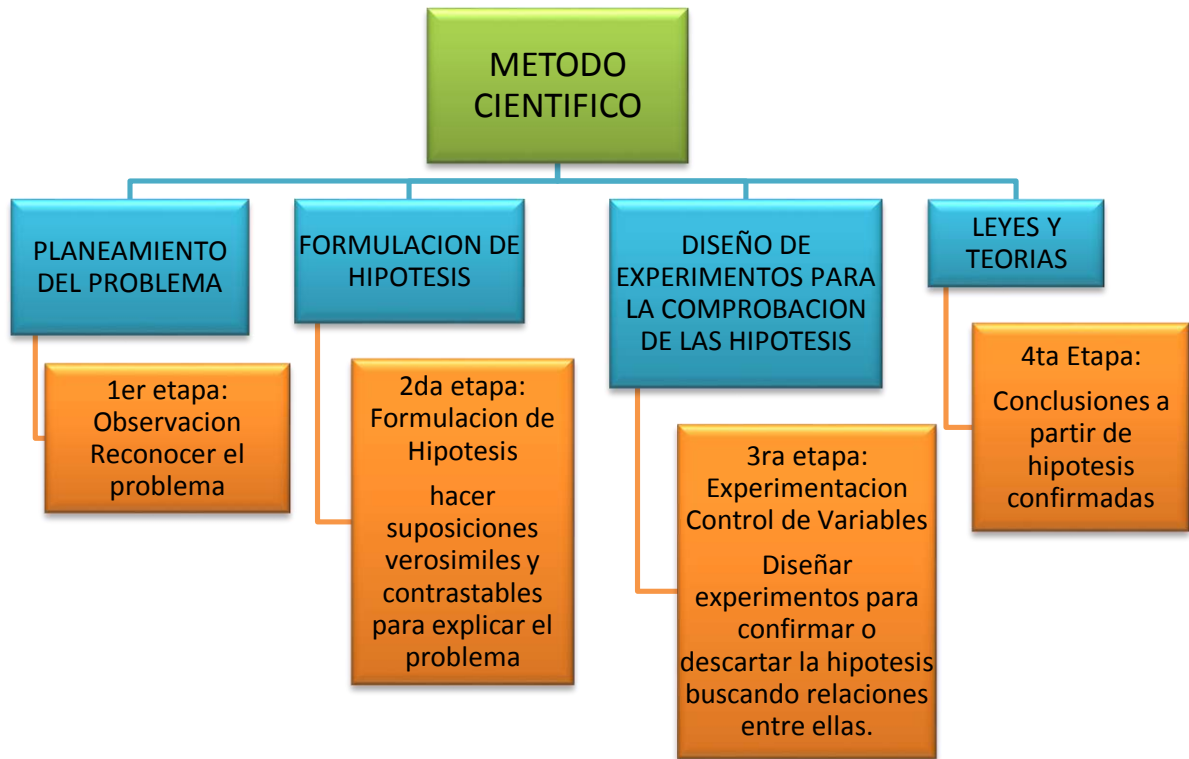 METODO
CIENTIFICO
PLANEAMIENTO
DEL PROBLEMA
1er etapa:
Observacion
Reconocer el
problema
FORMULACION DE
HIPOTESIS
2da etapa:
Formulacion de
Hipotesis
hacer
suposiciones
verosimiles y
contrastables
para explicar el
problema
DISEÑO DE
EXPERIMENTOS PARA
LA COMPROBACION
DE LAS HIPOTESIS
3ra etapa:
Experimentacion
Control de Variables
Diseñar
experimentos para
confirmar o
descartar la hipotesis
buscando relaciones
entre ellas.
LEYES Y
TEORIAS
4ta Etapa:
Conclusiones a
partir de
hipotesis
confirmadas